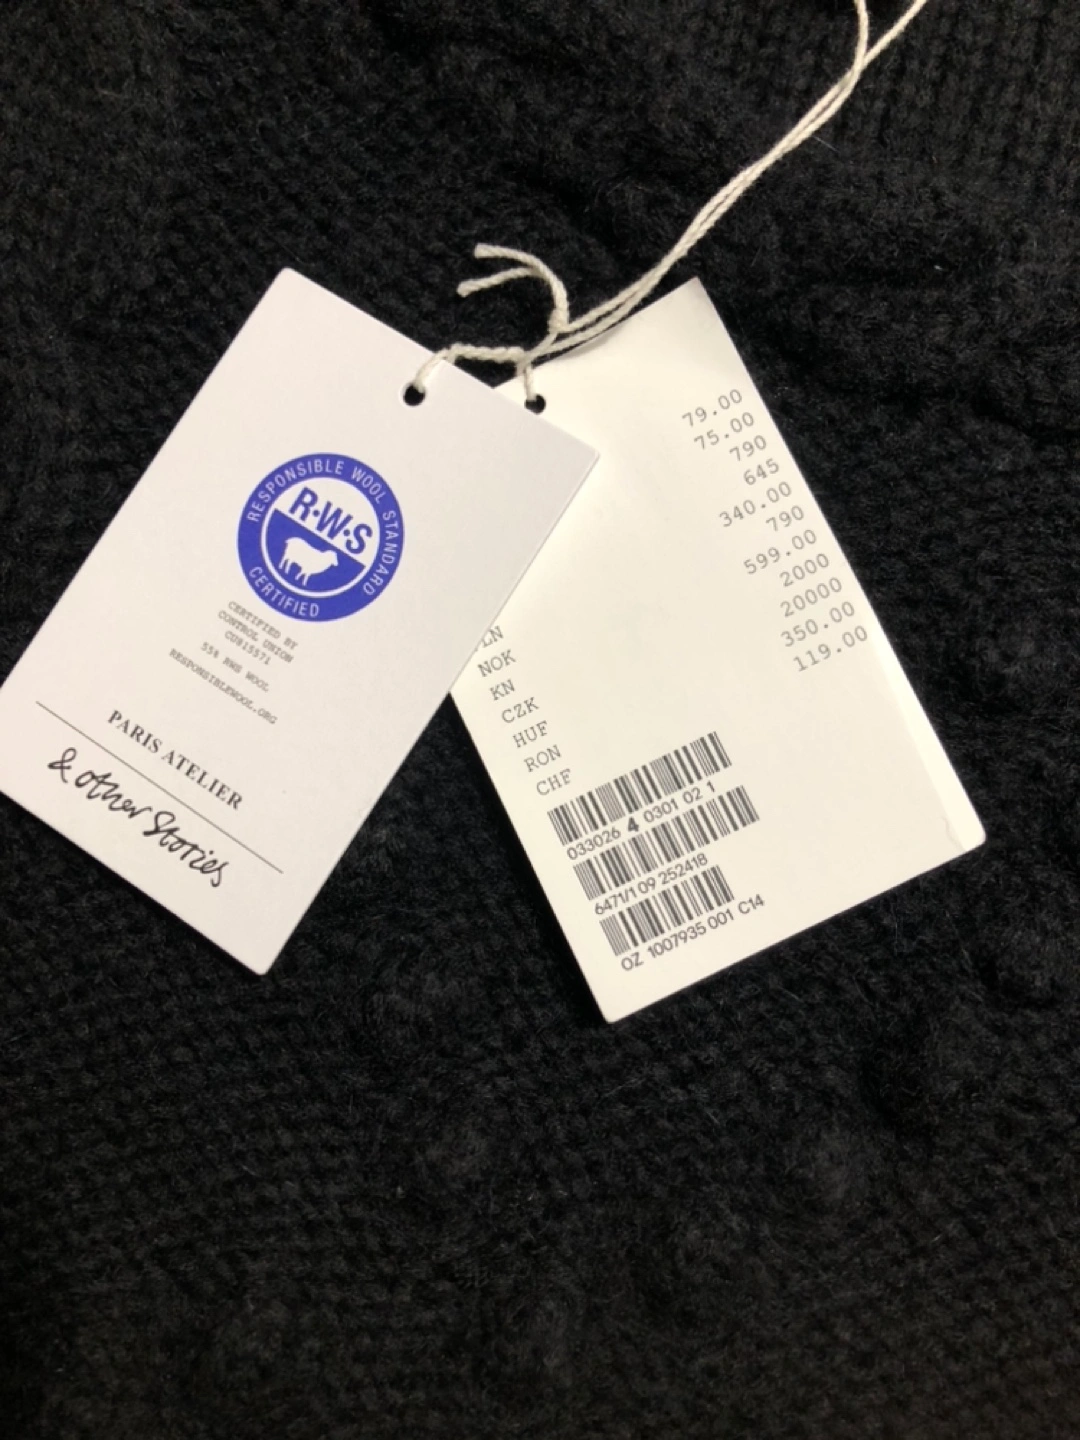 RESPONSIBLE WOOL STANDARD
R·W·S
CERTIFIED
CERTIFIED BY
CONTROL UNION
CU815571
55% RWS WOOL
RESPONSIBLEWOOL.ORG
PARIS ATELIER
& other Stories
79.00
75.00
790
645
340.00
790
599.00
2000
20000
350.00
119.00
LN
NOK
KN
CZK
HUF
RON
CHF
033026 4 0301 02 1
6471/1 09 252418
OZ 1007935 001 C14